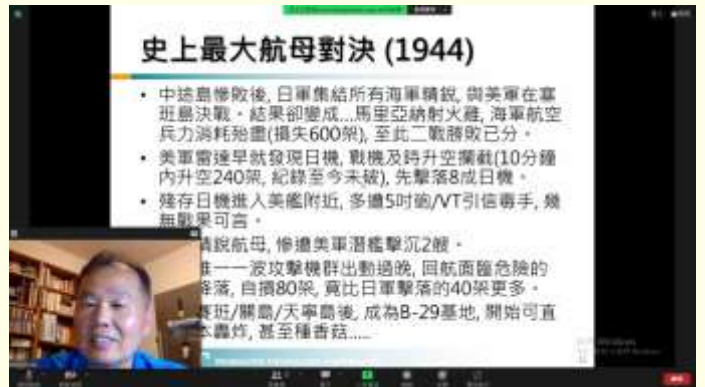 史上最大航母對決 (1944)
• 中途島慘敗後, 日軍集結所有海軍精銳, 與美軍在塞
班島決戰。結果卻變成...馬里亞納射火雞, 海軍航空
兵力消耗殆盡(損失600架), 至此二戰勝敗已分。
• 美軍雷達早就發現日機, 戰機及時升空攔截(10分鐘
內升空240架, 紀錄至今未破), 先擊落8成日機。
• 殘存日機進入美艦附近, 多遭5吋砲/VT引信毒手, 幾
無戰果可言。
精銳航母, 慘遭美軍潛艦擊沉2艘。
一一波攻擊機群出動過晚, 回航面臨危險的
降落, 自損80架, 竟比日軍擊落的40架更多。
賽班/關島/天寧島後, 成為B-29基地, 開始可直
本轟炸, 甚至種香菇.....